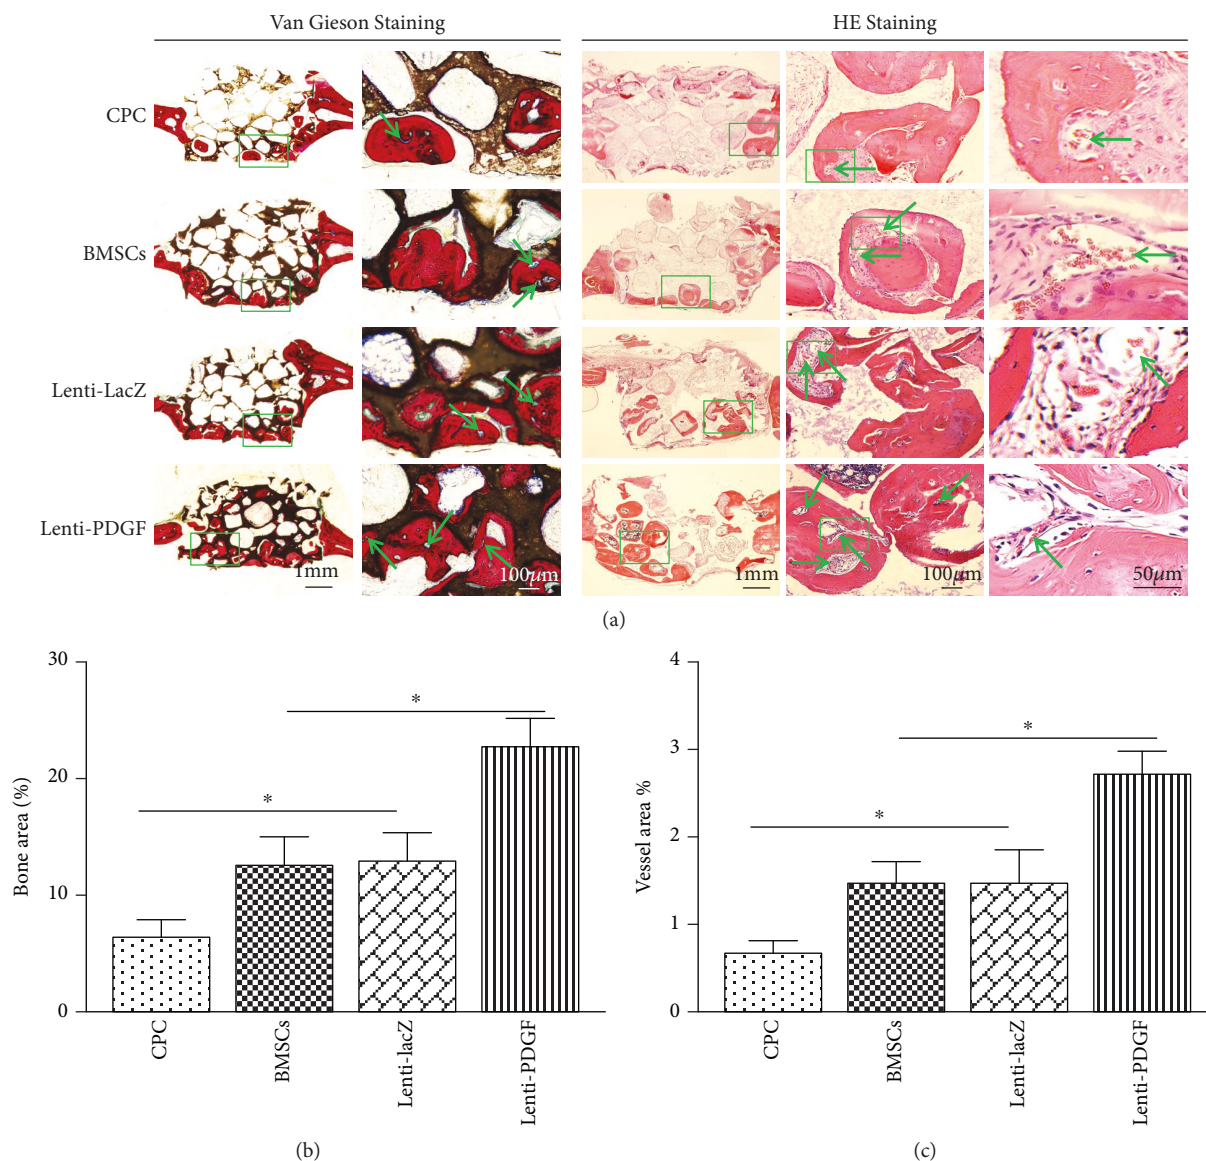 Van Gieson Staining
HE Staining
CPC
BMSCs
Lenti-LacZ
Lenti-PDGF
1mm
100μm
1mm
100μm
50μm
(a)
30
20
10
0
Bone area (%)
*
*
CPC
BMSCs
Lenti-lacZ
Lenti-PDGF
(b)
4
3
2
1
0
Vessel area %
*
*
CPC
BMSCs
Lenti-lacZ
Lenti-PDGF
(c)